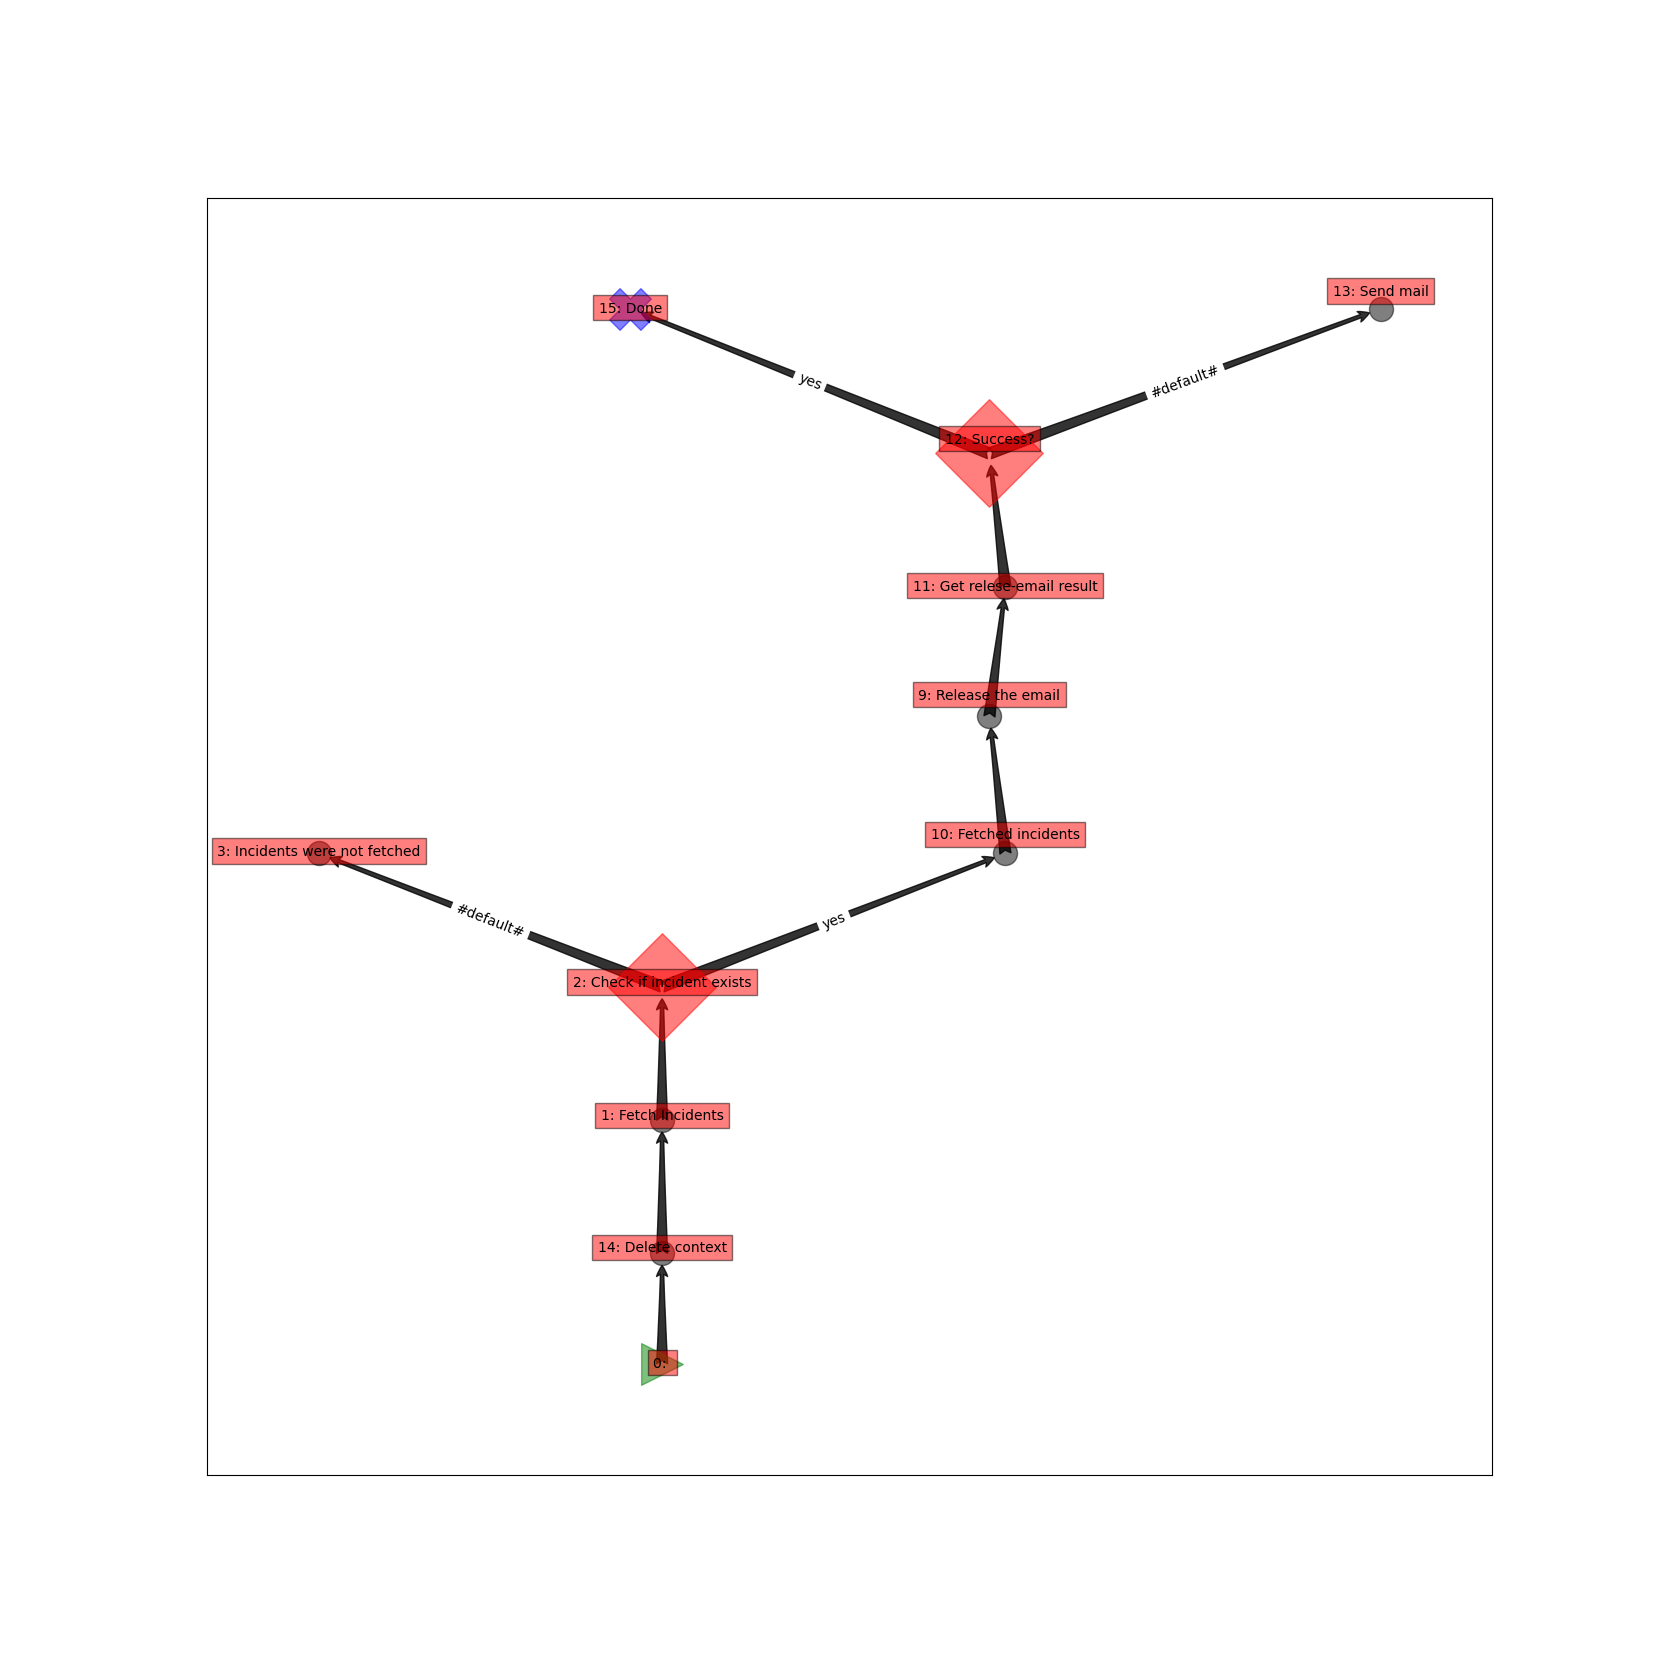 13: Send mail
15: Done
yes
#default#
12: Success?
11: Get relese-email result
9: Release the email
10: Fetched incidents
3: Incidents were not fetched
#default#
yes
2: Check if incident exists
1: Fetch Incidents
14: Delete context
0: